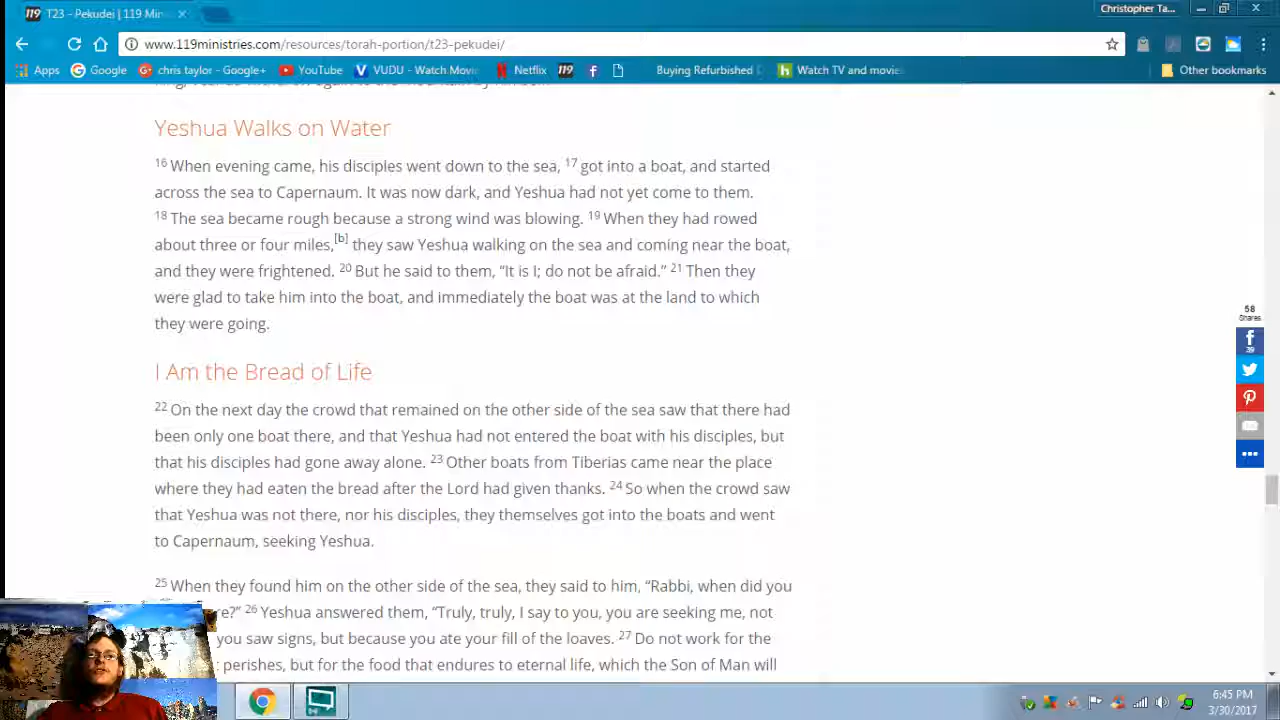 T23 - Pekudei | 119 Min
Christopher Ta...
www.119ministries.com/resources/torah-portion/t23-pekudei/
Apps Google chris taylor - Google+ YouTube VUDU - Watch Movie Netflix 119 Buying Refurbished Watch TV and movies Other bookmarks
Yeshua Walks on Water
16 When evening came, his disciples went down to the sea, 17 got into a boat, and started
across the sea to Capernaum. It was now dark, and Yeshua had not yet come to them.
18 The sea became rough because a strong wind was blowing. 19 When they had rowed
about three or four miles,[b] they saw Yeshua walking on the sea and coming near the boat,
and they were frightened. 20 But he said to them, “It is I; do not be afraid.” 21 Then they
were glad to take him into the boat, and immediately the boat was at the land to which
they were going.
58
Shares
39
I Am the Bread of Life
22 On the next day the crowd that remained on the other side of the sea saw that there had
been only one boat there, and that Yeshua had not entered the boat with his disciples, but
that his disciples had gone away alone. 23 Other boats from Tiberias came near the place
where they had eaten the bread after the Lord had given thanks. 24 So when the crowd saw
that Yeshua was not there, nor his disciples, they themselves got into the boats and went
to Capernaum, seeking Yeshua.
25 When they found him on the other side of the sea, they said to him, “Rabbi, when did you
re?” 26 Yeshua answered them, “Truly, truly, I say to you, you are seeking me, not
you saw signs, but because you ate your fill of the loaves. 27 Do not work for the
perishes, but for the food that endures to eternal life, which the Son of Man will
6:45 PM
3/30/2017